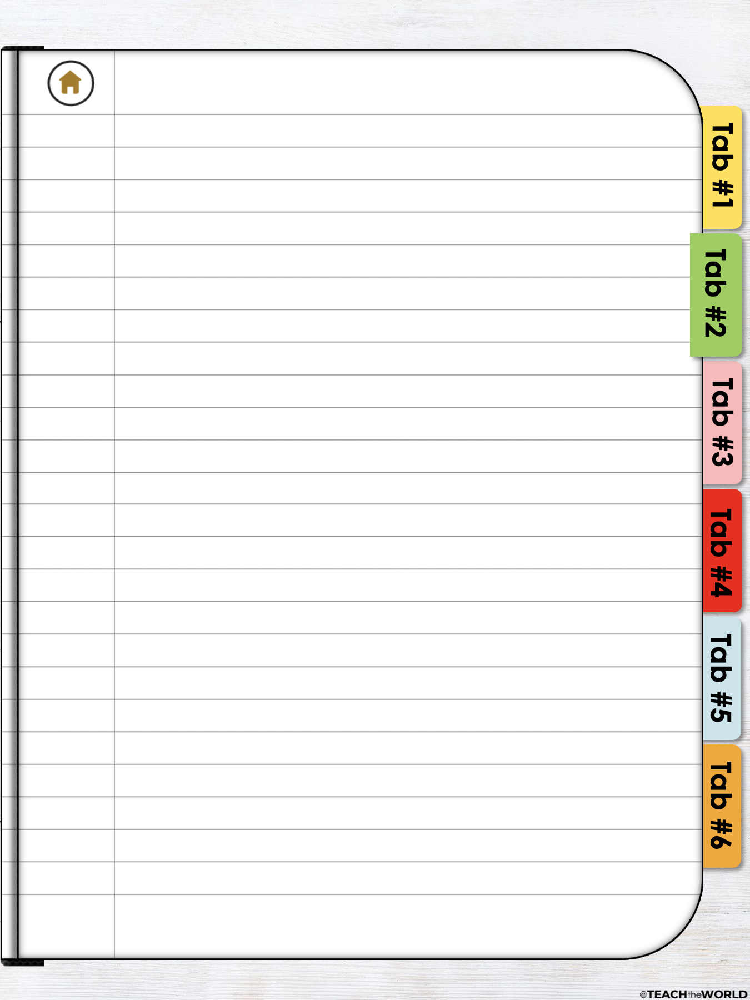 Tab #1
Tab #2
Tab #3
Tab #4
Tab #5
Tab #6
@TEACHtheWORLD